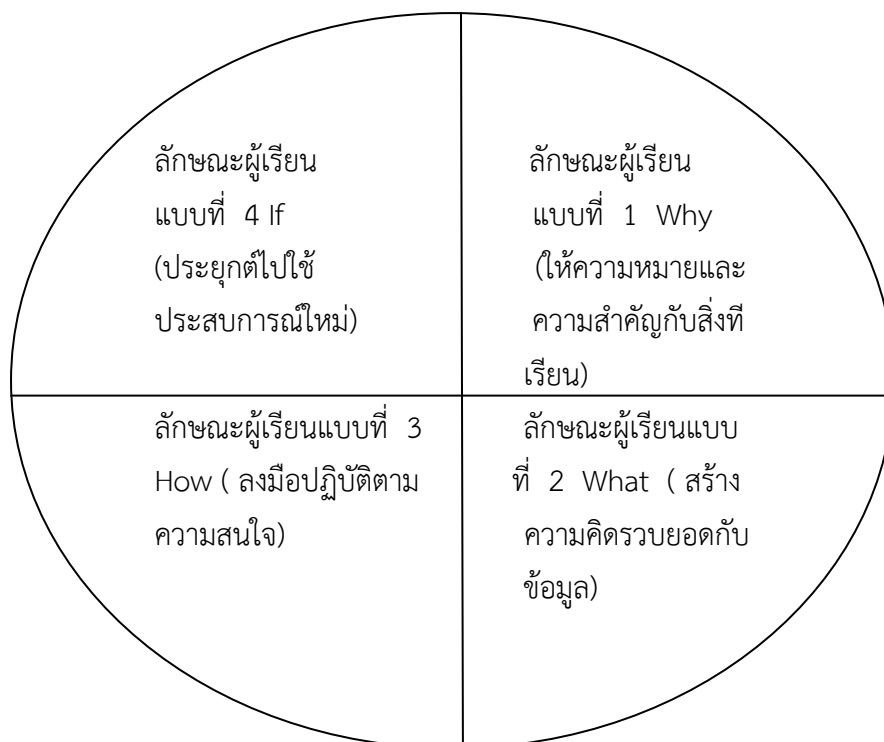 ลักษณะผู้เรียน
แบบที่ 4 If
(ประยุกต์ไปใช้
ประสบการณ์ใหม่)
ลักษณะผู้เรียน
แบบที่ 1 Why
(ให้ความหมายและ
ความสำคัญกับสิ่งที
เรียน)
ลักษณะผู้เรียนแบบที่ 3
How ( ลงมือปฏิบัติตาม
ความสนใจ)
ลักษณะผู้เรียนแบบ
ที่ 2 What ( สร้าง
ความคิดรวบยอดกับ
ข้อมูล)